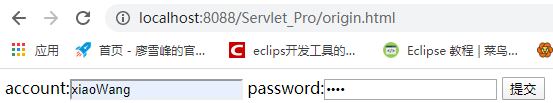 localhost:8088/Servlet_Pro/origin.html
应用 首页 - 廖雪峰的官... eclips开发工具的... Eclipse 教程 | 菜鸟...
account:xiaoWang password:•••• 提交